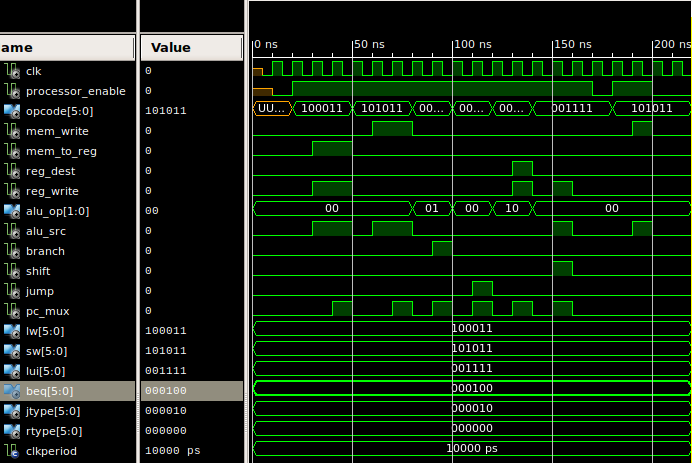 ame Value 0 ns 50 ns 100 ns 150 ns 200 ns
clk 0
processor_enable 0
opcode[5:0] 101011 UU... 100011 101011 00... 00... 00... 001111 101011
mem_write 0
mem_to_reg 0
reg_dest 0
reg_write 0
alu_op[1:0] 00 00 01 00 10 00
alu_src 0
branch 0
shift 0
jump 0
pc_mux 0
lw[5:0] 100011 100011
sw[5:0] 101011 101011
lui[5:0] 001111 001111
beq[5:0] 000100 000100
jtype[5:0] 000010 000010
rtype[5:0] 000000 000000
clkperiod 10000 ps 10000 ps